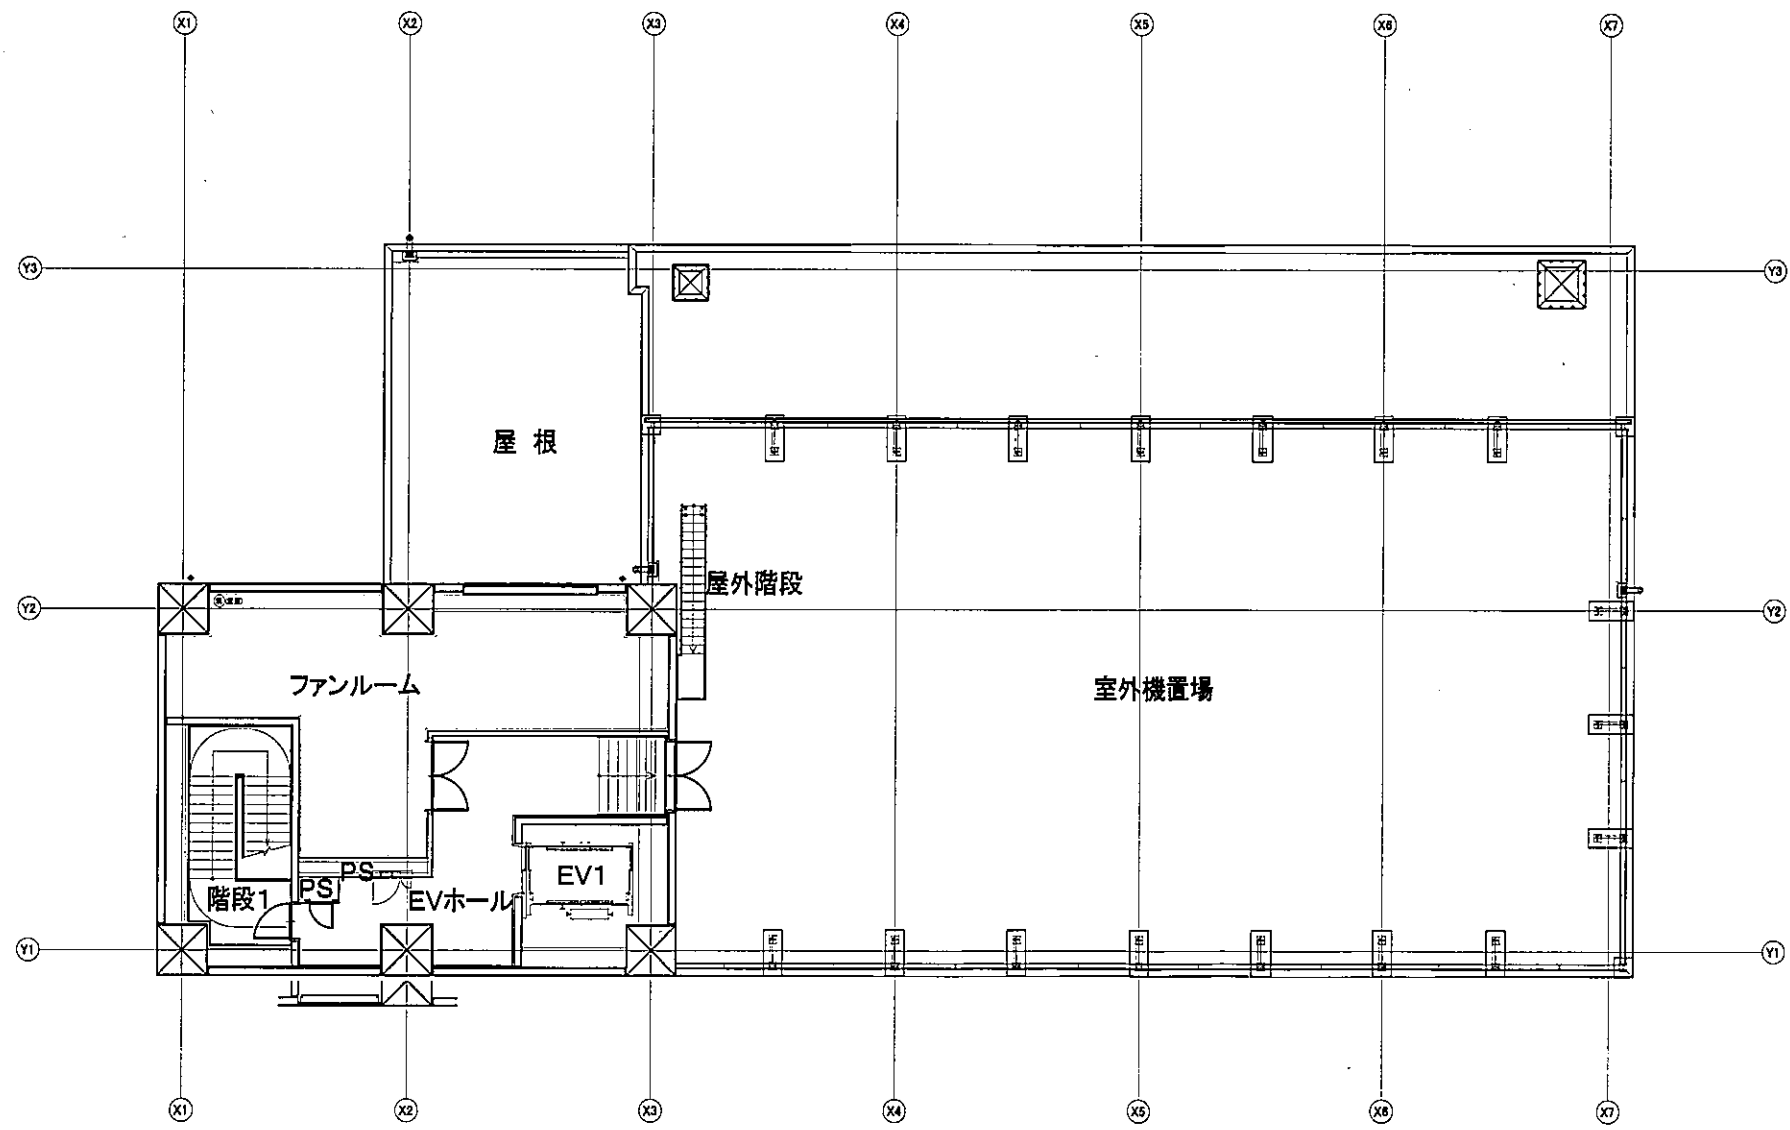 X1 X2 X3 X4 X5 X6 X7
Y3 Y3
屋 根
屋外階段
Y2 Y2
ファンルーム
室外機置場
PS
EV1
PS
階段1
EVホール
Y1 Y1
X1 X2 X3 X4 X5 X6 X7